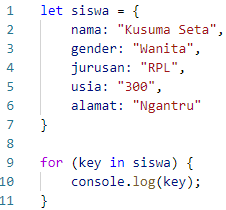 1 let siswa = {
2     nama: "Kusuma Seta",
3     gender: "Wanita",
4     jurusan: "RPL",
5     usia: "300",
6     alamat: "Ngantru"
7 }
8
9 for (key in siswa) {
10     console.log(key);
11 }